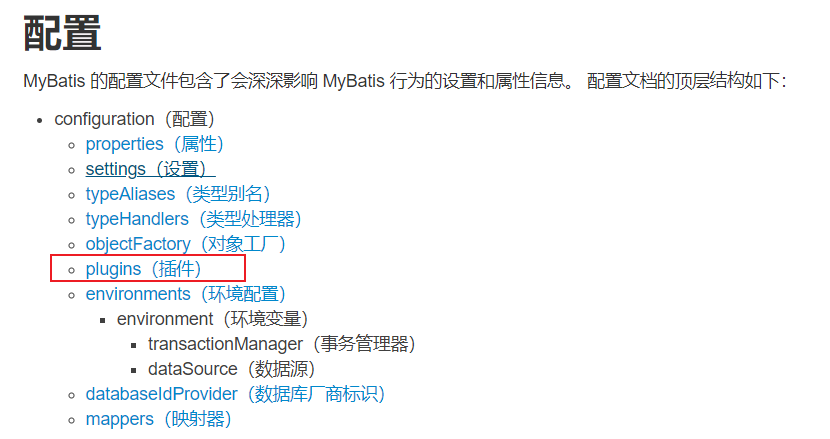 配置
MyBatis 的配置文件包含了会深深影响 MyBatis 行为的设置和属性信息。 配置文档的顶层结构如下：
configuration（配置）
properties（属性）
settings（设置）
typeAliases（类型别名）
typeHandlers（类型处理器）
objectFactory（对象工厂）
plugins（插件）
environments（环境配置）
environment（环境变量）
transactionManager（事务管理器）
dataSource（数据源）
databaseIdProvider（数据库厂商标识）
mappers（映射器）